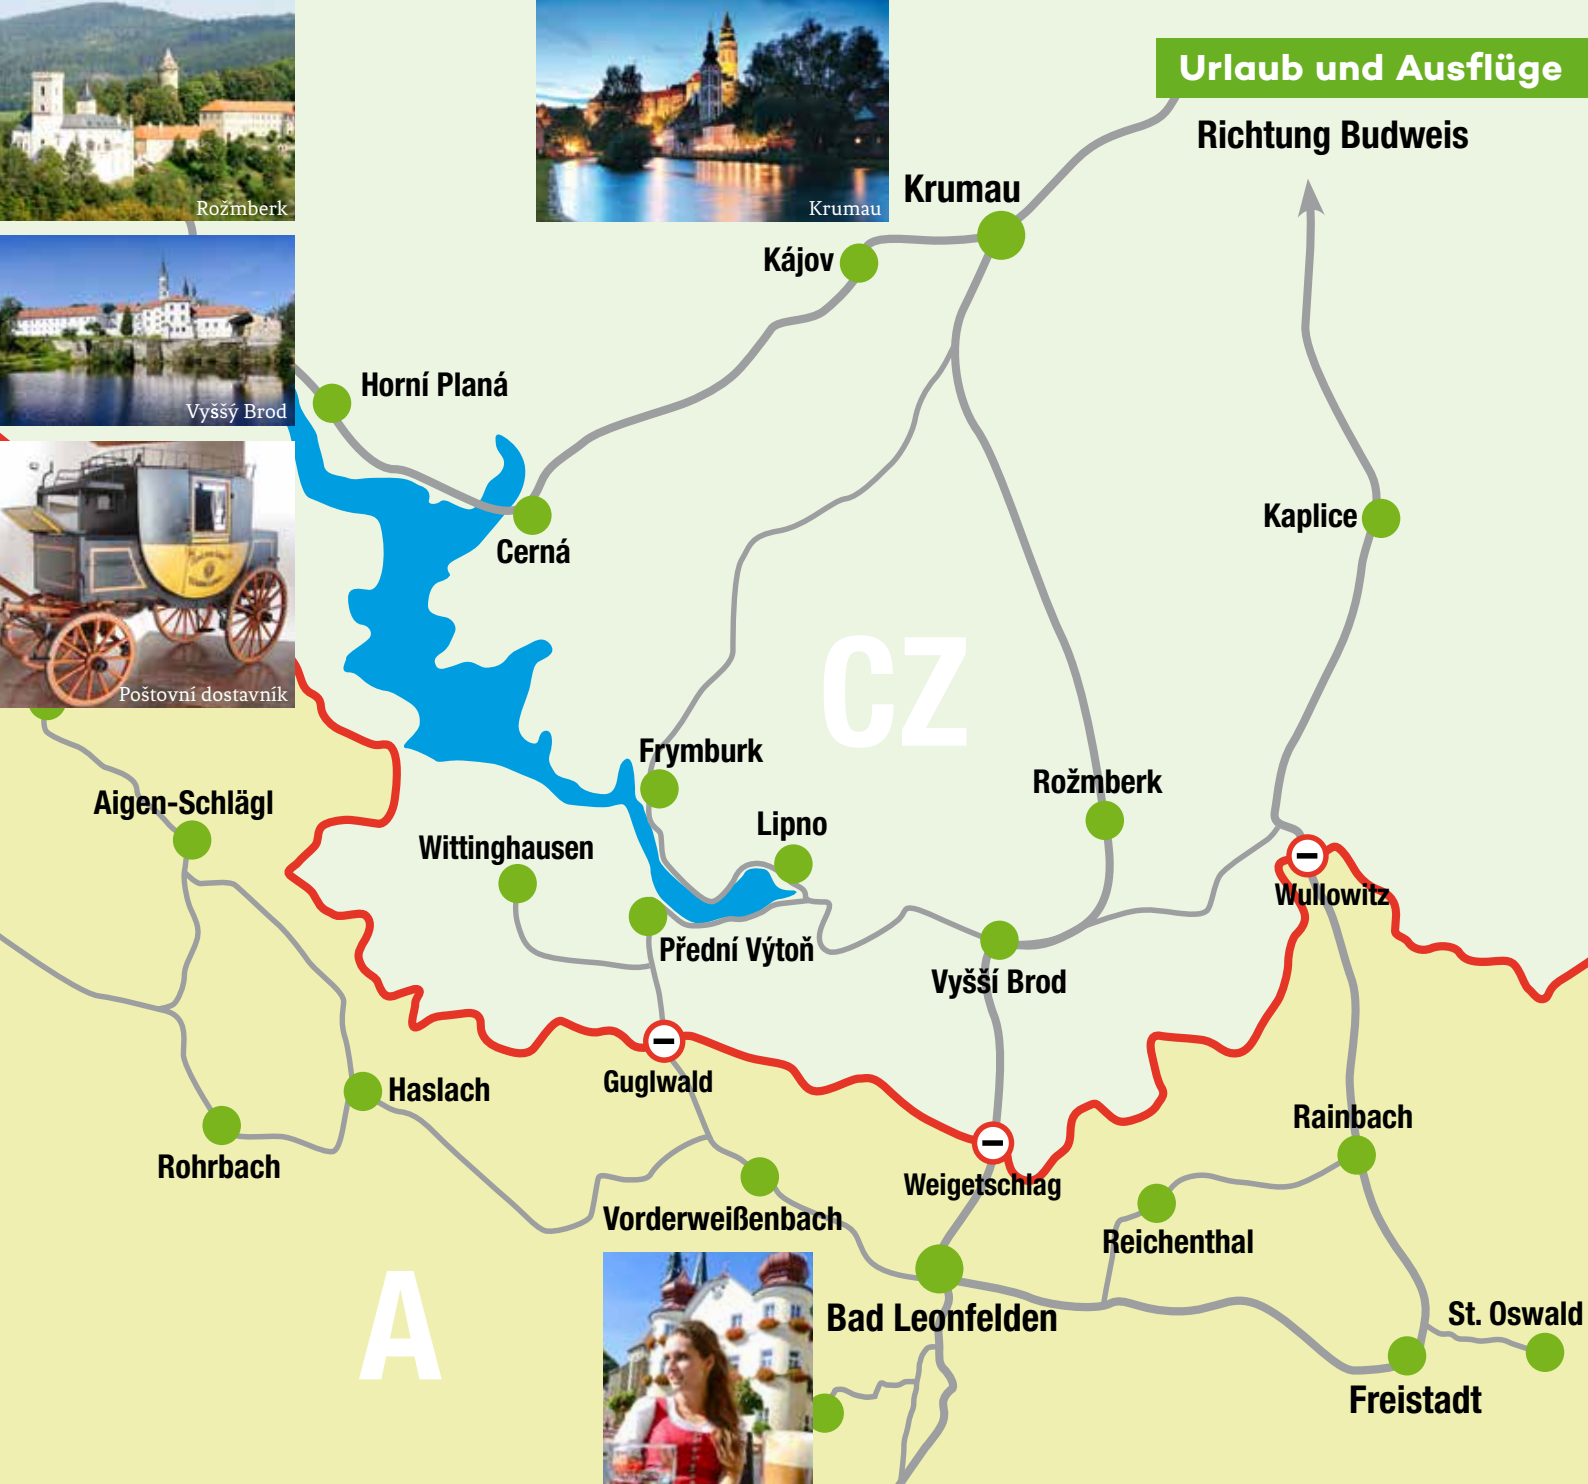 Urlaub und Ausflüge
Richtung Budweis
Rožmberk
Krumau
Krumau
Kájov
Vyššý Brod
Horní Planá
Kaplice
Cerná
Poštovní dostavník
CZ
Frymburk
Rožmberk
Aigen-Schlägl
Lipno
Wittinghausen
Wullowitz
Přední Výtoň
Vyšší Brod
Guglwald
Haslach
Rainbach
Rohrbach
Weigetschlag
Vorderweißenbach
Reichenthal
A
Bad Leonfelden
St. Oswald
Freistadt